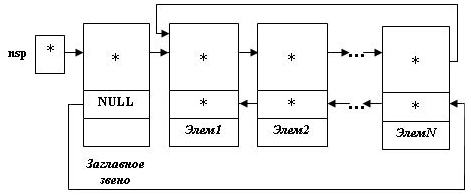 nsp * * * * ... *
NULL * * ... *
Элем1 Элем2 ЭлемN
Заглавное
звено